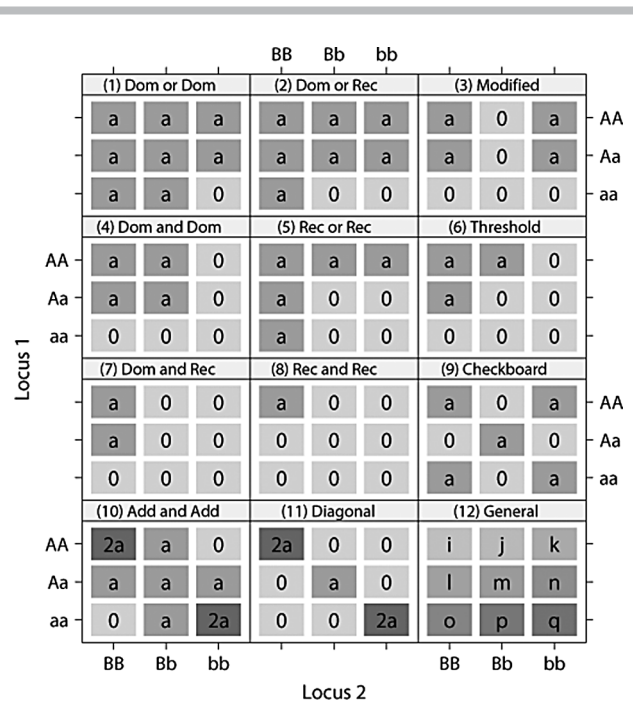 BB Bb bb
(1) Dom or Dom (2) Dom or Rec (3) Modified
a a a a a a a 0 a AA
a a a a a a a 0 a Aa
a a 0 a 0 0 0 0 0 aa
(4) Dom and Dom (5) Rec or Rec (6) Threshold
AA a a 0 a a a a a 0
Aa a a 0 a 0 0 a 0 0
aa 0 0 0 a 0 0 0 0 0
Locus 1
(7) Dom and Rec (8) Rec and Rec (9) Checkboard
a 0 0 a 0 0 a 0 a AA
a 0 0 0 0 0 0 a 0 Aa
0 0 0 0 0 0 a 0 a aa
(10) Add and Add (11) Diagonal (12) General
AA 2a a 0 2a 0 0 i j k
Aa a a a 0 a 0 l m n
aa 0 a 2a 0 0 2a o p q
BB Bb bb BB Bb bb
Locus 2